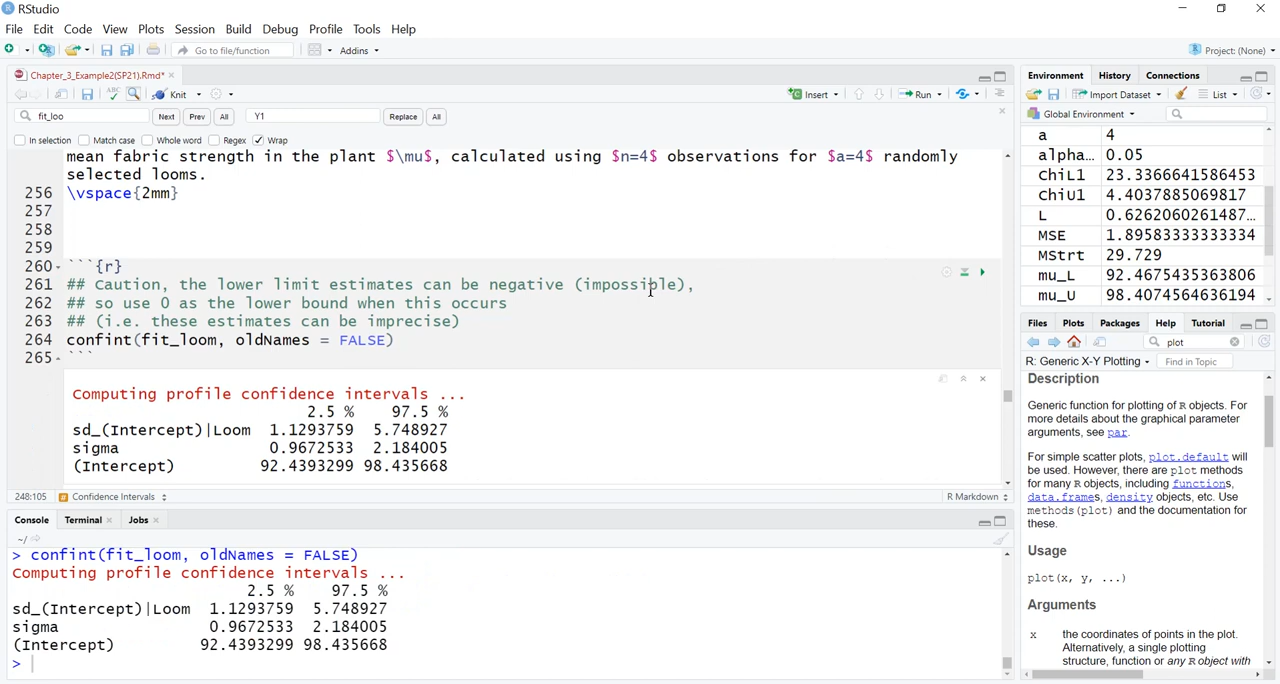 RStudio
File Edit Code View Plots Session Build Debug Profile Tools Help
Go to file/function Addins Project: (None)
Chapter_3_Example2(SP21).Rmd*
ABC Knit Insert Run
fit_loo Next Prev All Y1 Replace All
In selection Match case Whole word Regex Wrap
mean fabric strength in the plant $\mu$, calculated using $n=4$ observations for $a=4$ randomly
selected looms.
256 \vspace{2mm}
257
258
259
260 ```{r}
261 ## Caution, the lower limit estimates can be negative (impossible),
262 ## so use 0 as the lower bound when this occurs
263 ## (i.e. these estimates can be imprecise)
264 confint(fit_loom, oldNames = FALSE)
265 ```
Computing profile confidence intervals ...
2.5 % 97.5 %
sd_(Intercept)|Loom 1.1293759 5.748927
sigma 0.9672533 2.184005
(Intercept) 92.4393299 98.435668
248:105 Confidence Intervals R Markdown
Console Terminal Jobs
~/
> confint(fit_loom, oldNames = FALSE)
Computing profile confidence intervals ...
2.5 % 97.5 %
sd_(Intercept)|Loom 1.1293759 5.748927
sigma 0.9672533 2.184005
(Intercept) 92.4393299 98.435668
>
Environment History Connections
Import Dataset List
Global Environment
a 4
alpha… 0.05
ChiL1 23.3366641586453
ChiU1 4.4037885069817
L 0.6262060261487…
MSE 1.89583333333334
MStrt 29.729
mu_L 92.4675435363806
mu_U 98.4074564636194
Files Plots Packages Help Tutorial
plot
R: Generic X-Y Plotting Find in Topic
Description
Generic function for plotting of R objects. For
more details about the graphical parameter
arguments, see par.
For simple scatter plots, plot.default will
be used. However, there are plot methods
for many R objects, including functions,
data.frames, density objects, etc. Use
methods(plot) and the documentation for
these.
Usage
plot(x, y, ...)
Arguments
x the coordinates of points in the plot.
Alternatively, a single plotting
structure, function or any R object with